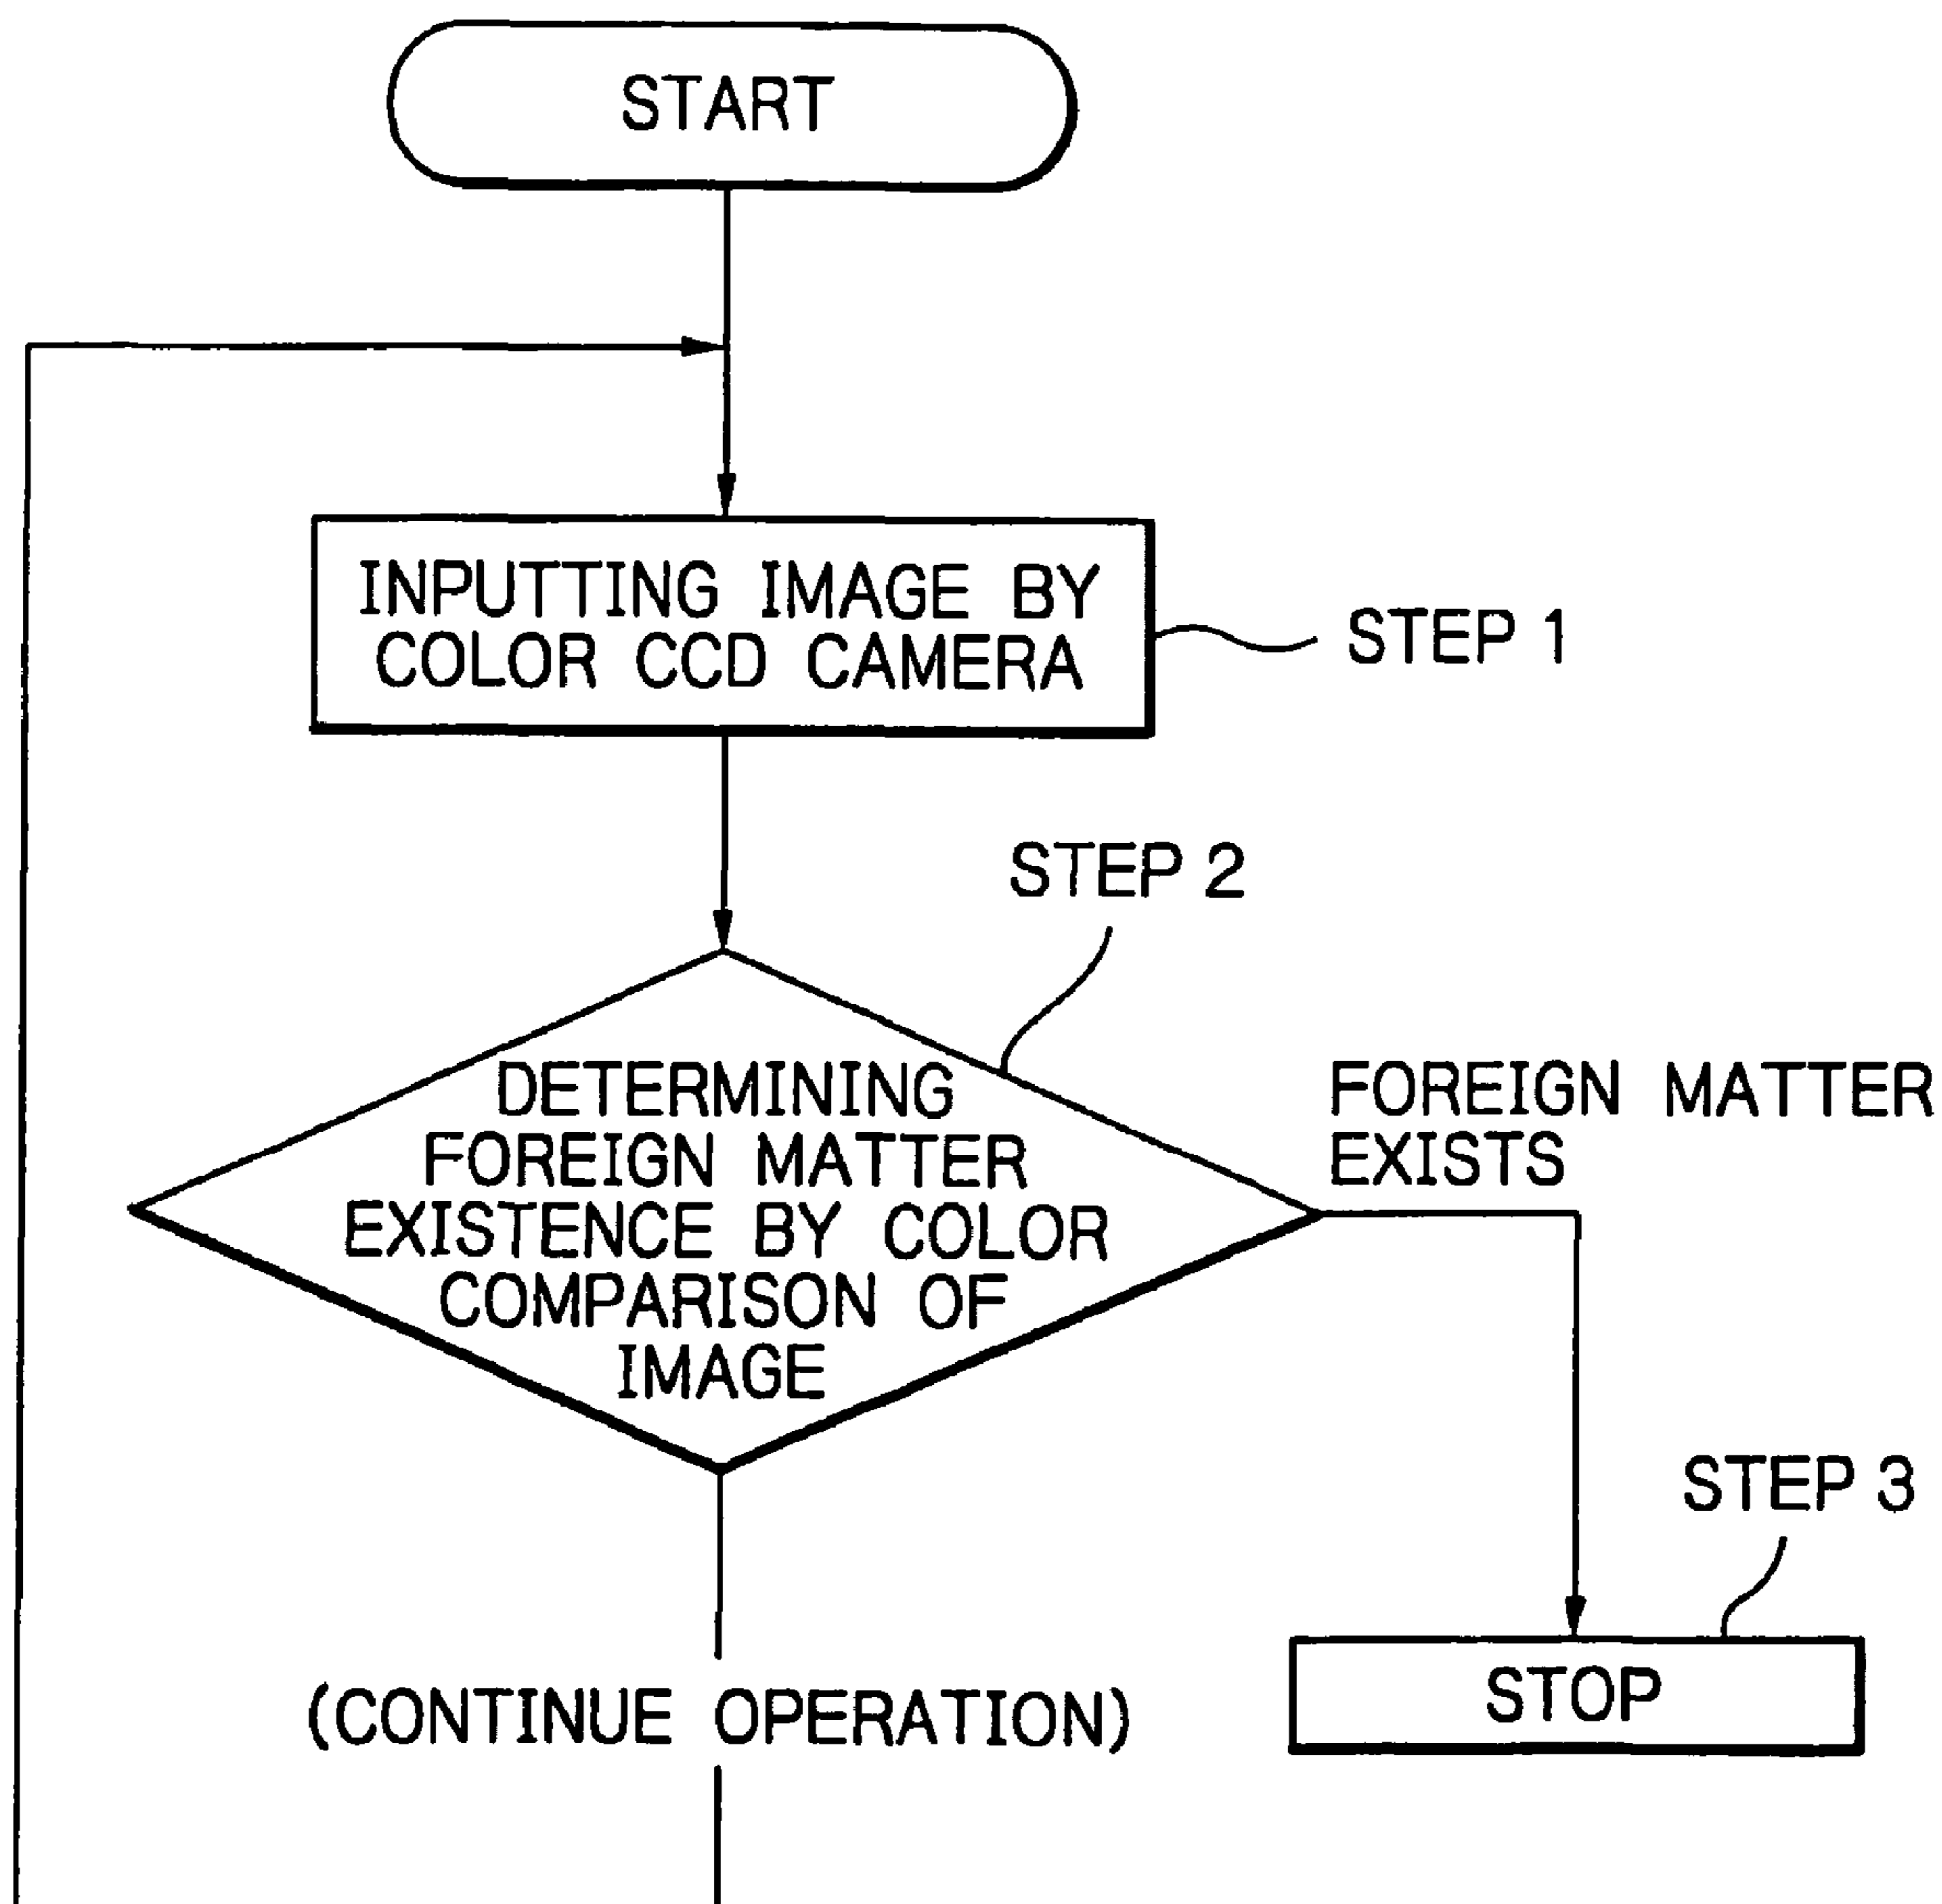 START
INPUTTING IMAGE BY
COLOR CCD CAMERA
STEP 1
STEP 2
DETERMINING
FOREIGN MATTER
EXISTENCE BY COLOR
COMPARISON OF
IMAGE
FOREIGN MATTER
EXISTS
STEP 3
STOP
(CONTINUE OPERATION)